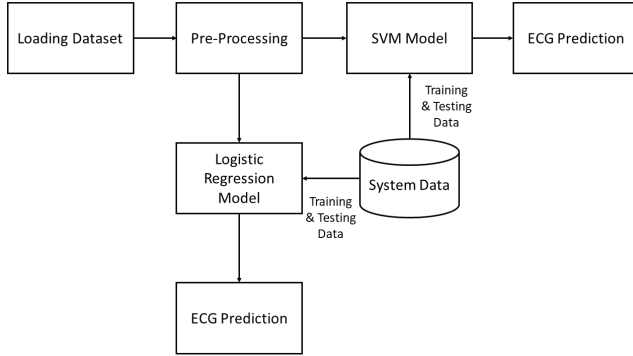 Loading Dataset
Pre-Processing
SVM Model
ECG Prediction
Training
& Testing
Data
Logistic
Regression
Model
System Data
Training
& Testing
Data
ECG Prediction